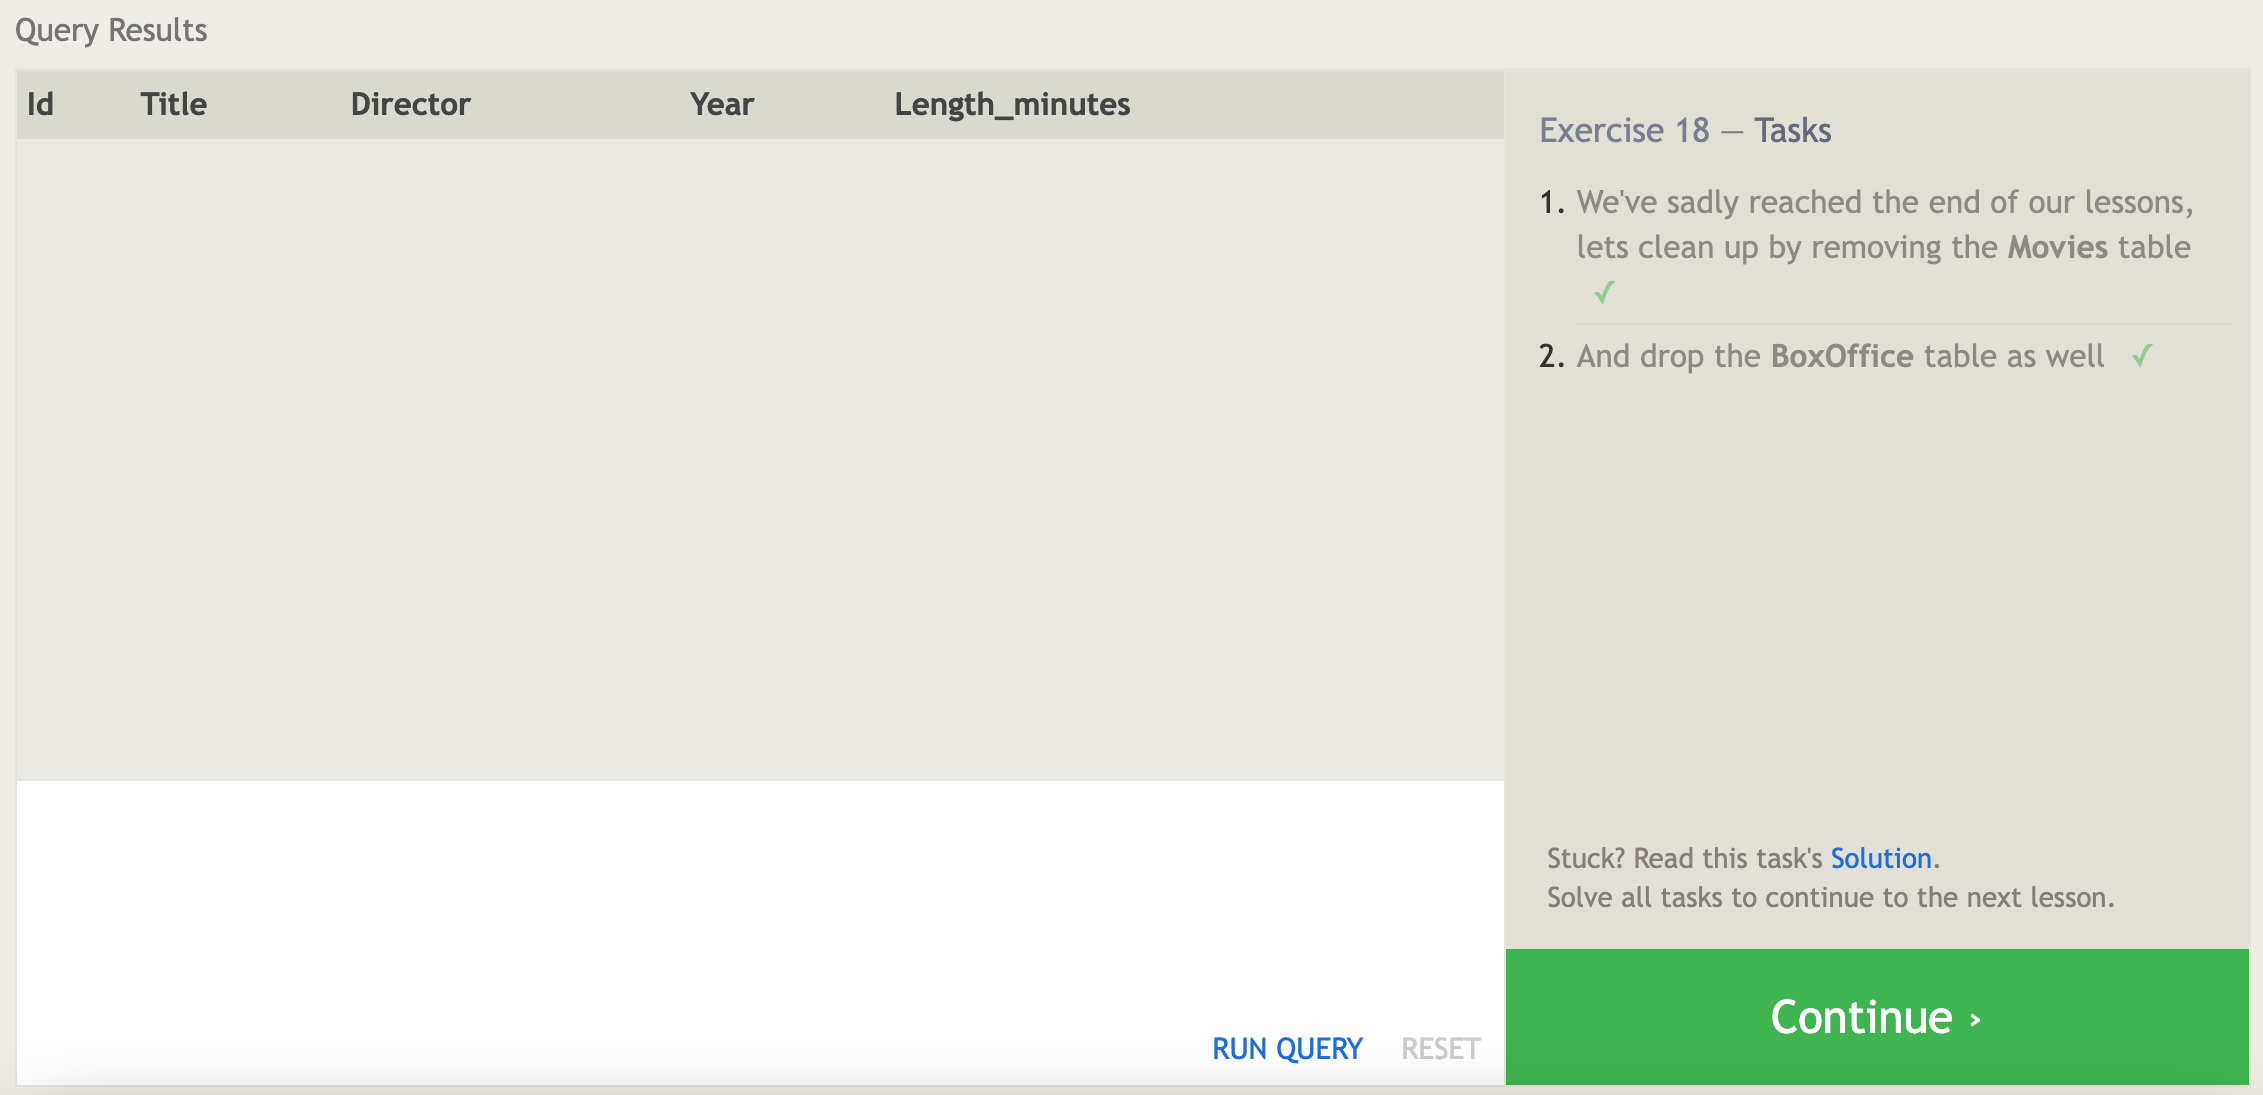 Query Results
Id Title Director Year Length_minutes
Exercise 18 — Tasks
1. We've sadly reached the end of our lessons,
lets clean up by removing the Movies table
✓
2. And drop the BoxOffice table as well ✓
Stuck? Read this task's Solution.
Solve all tasks to continue to the next lesson.
RUN QUERY RESET
Continue ›